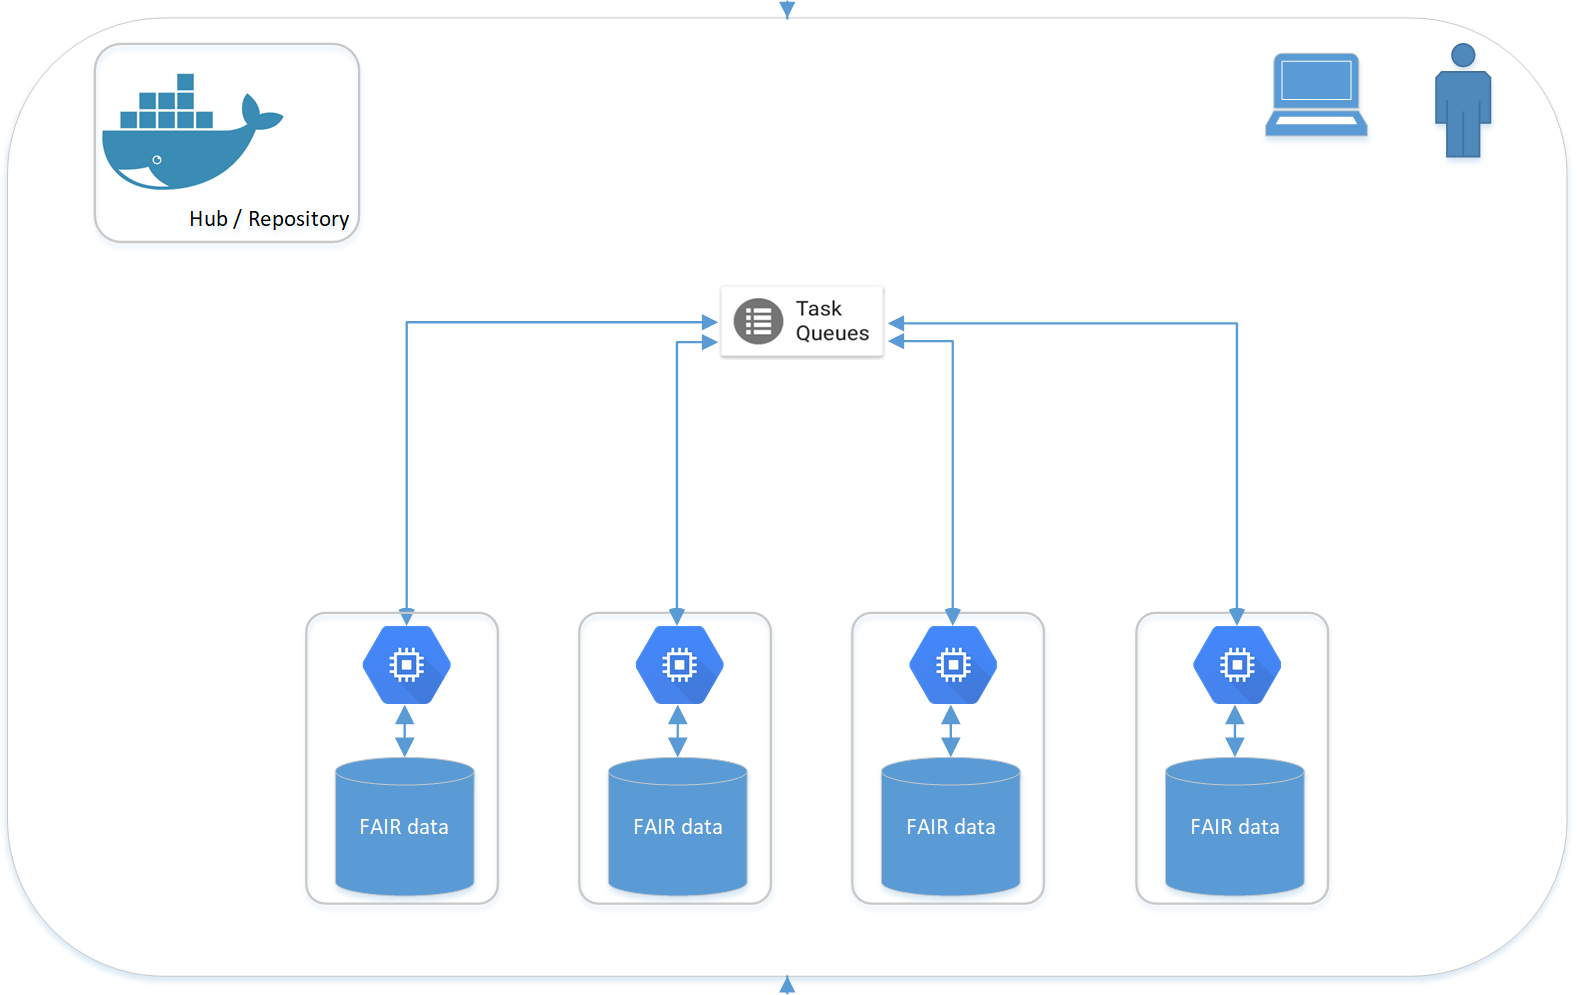 Hub / Repository
Task
Queues
FAIR data
FAIR data
FAIR data
FAIR data